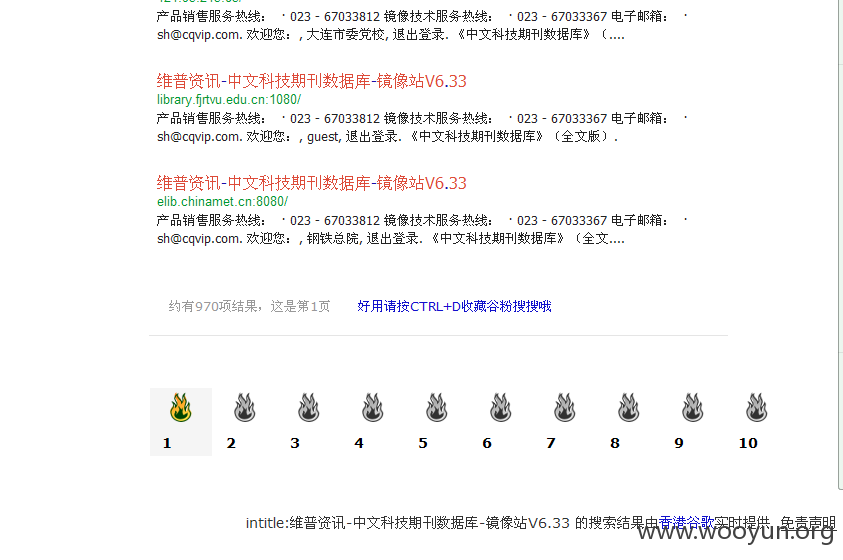 产品销售服务热线： ·023 - 67033812 镜像技术服务热线： ·023 - 67033367 电子邮箱： ·
sh@cqvip.com. 欢迎您：, 大连市委党校, 退出登录. 《中文科技期刊数据库》（....
维普资讯-中文科技期刊数据库-镜像站V6.33
library.fjrtvu.edu.cn:1080/
产品销售服务热线： ·023 - 67033812 镜像技术服务热线： ·023 - 67033367 电子邮箱： ·
sh@cqvip.com. 欢迎您：, guest, 退出登录. 《中文科技期刊数据库》（全文版）.
维普资讯-中文科技期刊数据库-镜像站V6.33
elib.chinamet.cn:8080/
产品销售服务热线： ·023 - 67033812 镜像技术服务热线： ·023 - 67033367 电子邮箱： ·
sh@cqvip.com. 欢迎您：, 钢铁总院, 退出登录. 《中文科技期刊数据库》（全文....
约有970项结果，这是第1页 好用请按CTRL+D收藏谷粉搜搜哦
1 2 3 4 5 6 7 8 9 10
intitle:维普资讯-中文科技期刊数据库-镜像站V6.33 的搜索结果由香港谷歌实时提供 免责声明
www.wooyun.org